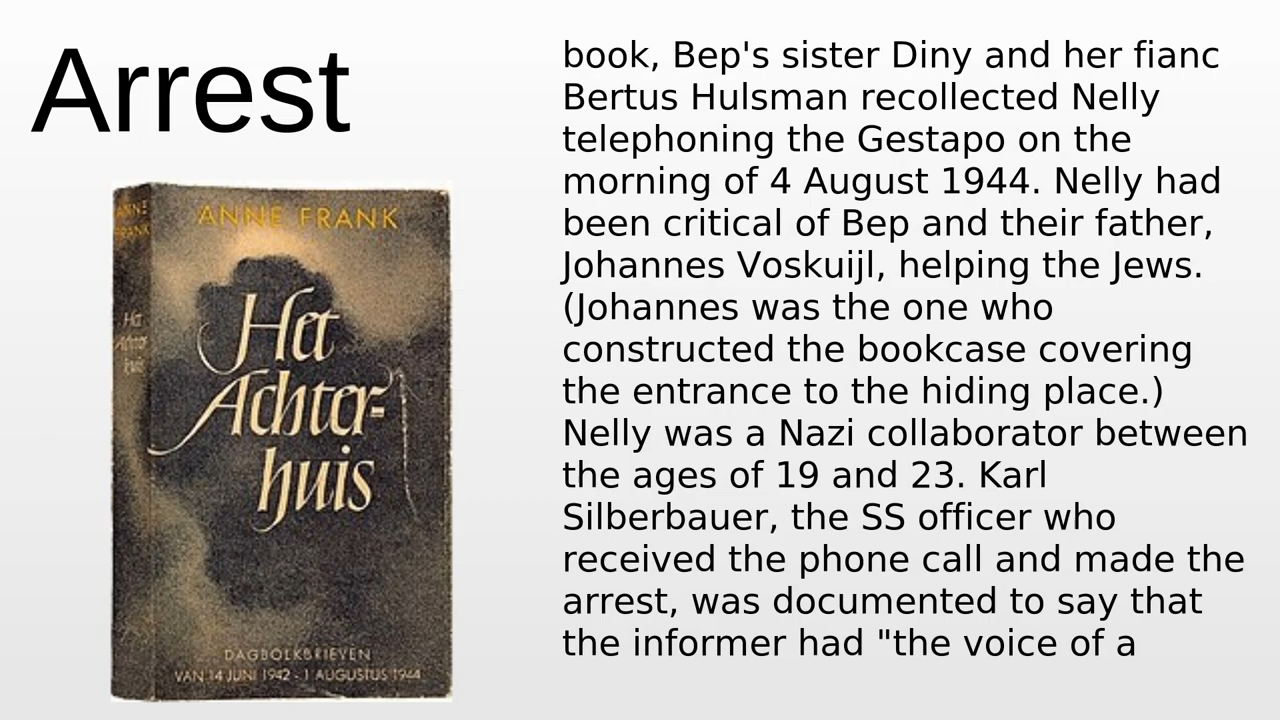 Arrest
ANNE FRANK
Het
Achter=
huis
DAGBOEKBRIEVEN
VAN 14 JUNI 1942 - 1 AUGUSTUS 1944
ANNE
FRANK
Het
Achter
huis
book, Bep's sister Diny and her fianc
Bertus Hulsman recollected Nelly
telephoning the Gestapo on the
morning of 4 August 1944. Nelly had
been critical of Bep and their father,
Johannes Voskuijl, helping the Jews.
(Johannes was the one who
constructed the bookcase covering
the entrance to the hiding place.)
Nelly was a Nazi collaborator between
the ages of 19 and 23. Karl
Silberbauer, the SS officer who
received the phone call and made the
arrest, was documented to say that
the informer had "the voice of a